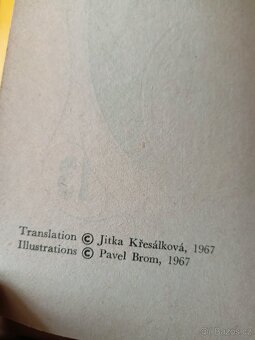 Translation © Jitka Křesálková, 1967
Illustrations © Pavel Brom, 1967